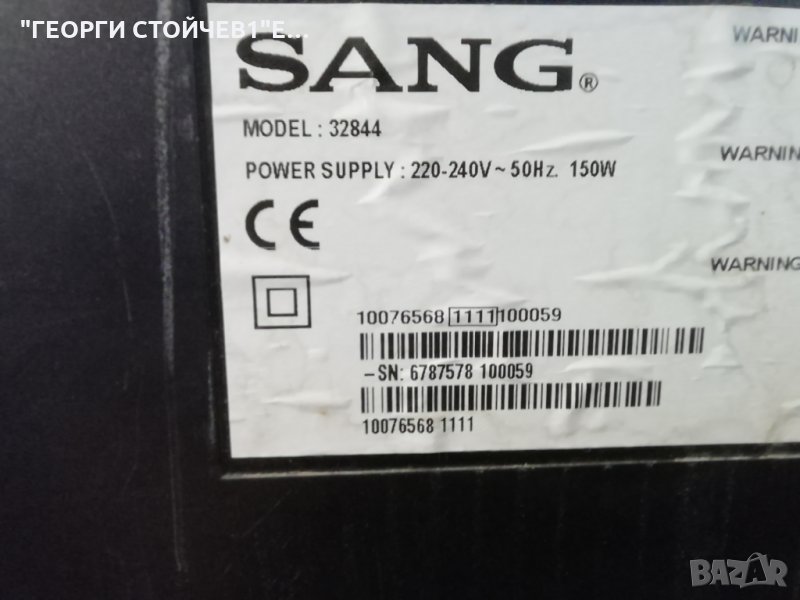 "ГЕОРГИ СТОЙЧЕВ1"Е...
SANG®
WARNI
MODEL : 32844
WARNIN
POWER SUPPLY : 220-240V ~ 50Hz. 150W
CE
WARNING
10076568 1111 100059
-SN: 6787578 100059
10076568 1111
BAZAR